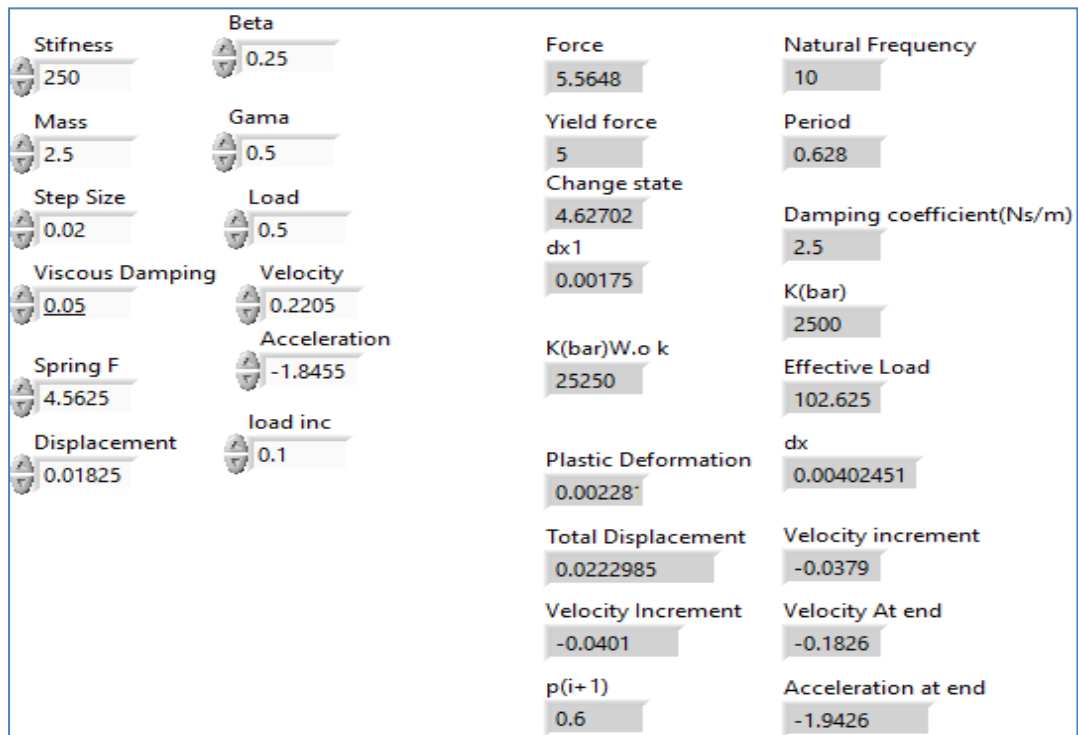 Beta
Stifness
0.25
250
Mass
Gama
2.5
0.5
Step Size
Load
0.02
0.5
Viscous Damping
Velocity
0.05
0.2205
Acceleration
Spring F
-1.8455
4.5625
load inc
Displacement
0.1
0.01825
Force
Natural Frequency
5.5648
10
Yield force
Period
5
0.628
Change state
4.62702
Damping coefficient(Ns/m)
dx1
2.5
0.00175
K(bar)
2500
K(bar)W.o k
Effective Load
25250
102.625
dx
Plastic Deformation
0.00402451
0.00228
Total Displacement
Velocity increment
0.0222985
-0.0379
Velocity Increment
Velocity At end
-0.0401
-0.1826
p(i+1)
Acceleration at end
0.6
-1.9426